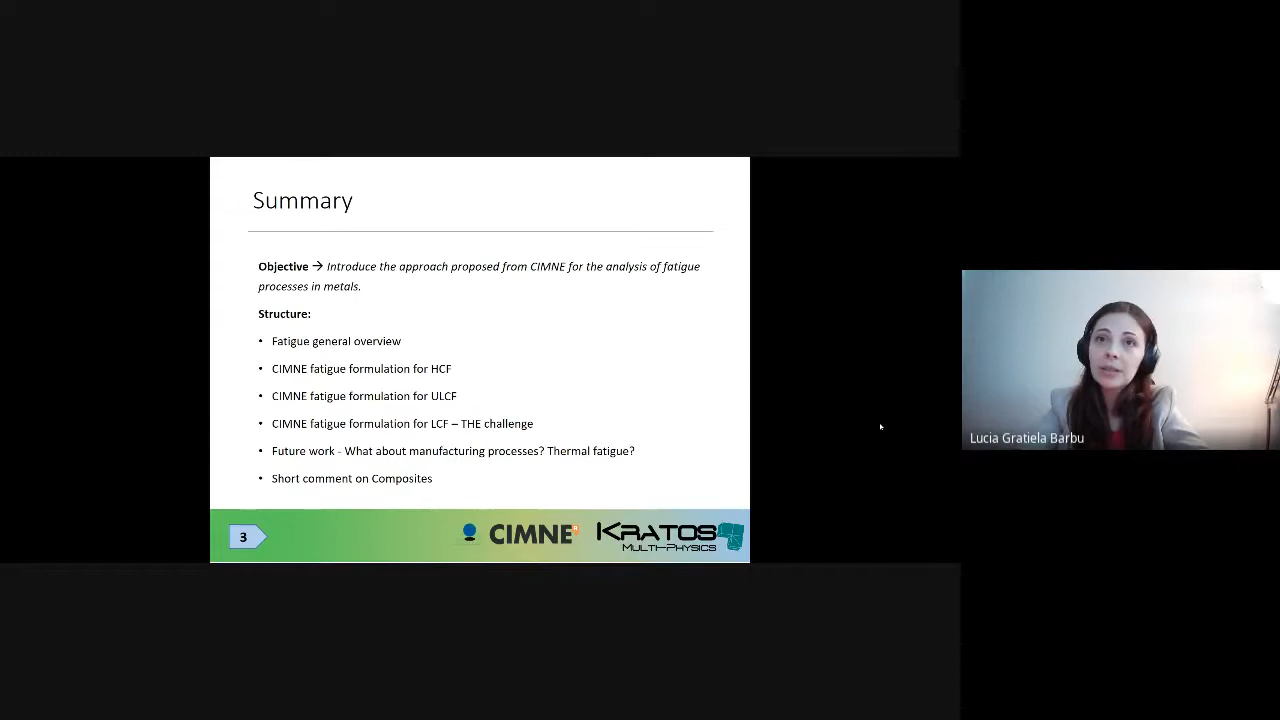 Summary
Objective → Introduce the approach proposed from CIMNE for the analysis of fatigue
processes in metals.
Structure:
• Fatigue general overview
• CIMNE fatigue formulation for HCF
• CIMNE fatigue formulation for ULCF
• CIMNE fatigue formulation for LCF – THE challenge
• Future work - What about manufacturing processes? Thermal fatigue?
• Short comment on Composites
3
CIMNE
KRATOS
MULTI-PHYSICS
Lucia Gratiela Barbu